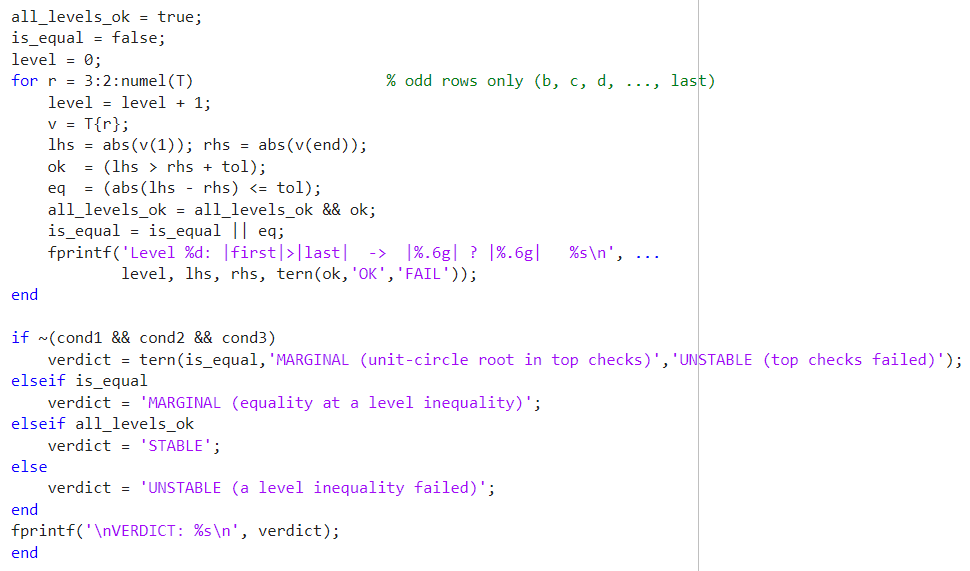 all_levels_ok = true;
is_equal = false;
level = 0;
for r = 3:2:numel(T)                     % odd rows only (b, c, d, ..., last)
    level = level + 1;
    v = T{r};
    lhs = abs(v(1)); rhs = abs(v(end));
    ok  = (lhs > rhs + tol);
    eq  = (abs(lhs - rhs) <= tol);
    all_levels_ok = all_levels_ok && ok;
    is_equal = is_equal || eq;
    fprintf('Level %d: |first|>|last|  ->  |%.6g| ? |%.6g|   %s\n', ...
            level, lhs, rhs, tern(ok,'OK','FAIL'));
end

if ~(cond1 && cond2 && cond3)
    verdict = tern(is_equal,'MARGINAL (unit-circle root in top checks)','UNSTABLE (top checks failed)');
elseif is_equal
    verdict = 'MARGINAL (equality at a level inequality)';
elseif all_levels_ok
    verdict = 'STABLE';
else
    verdict = 'UNSTABLE (a level inequality failed)';
end
fprintf('\nVERDICT: %s\n', verdict);
end